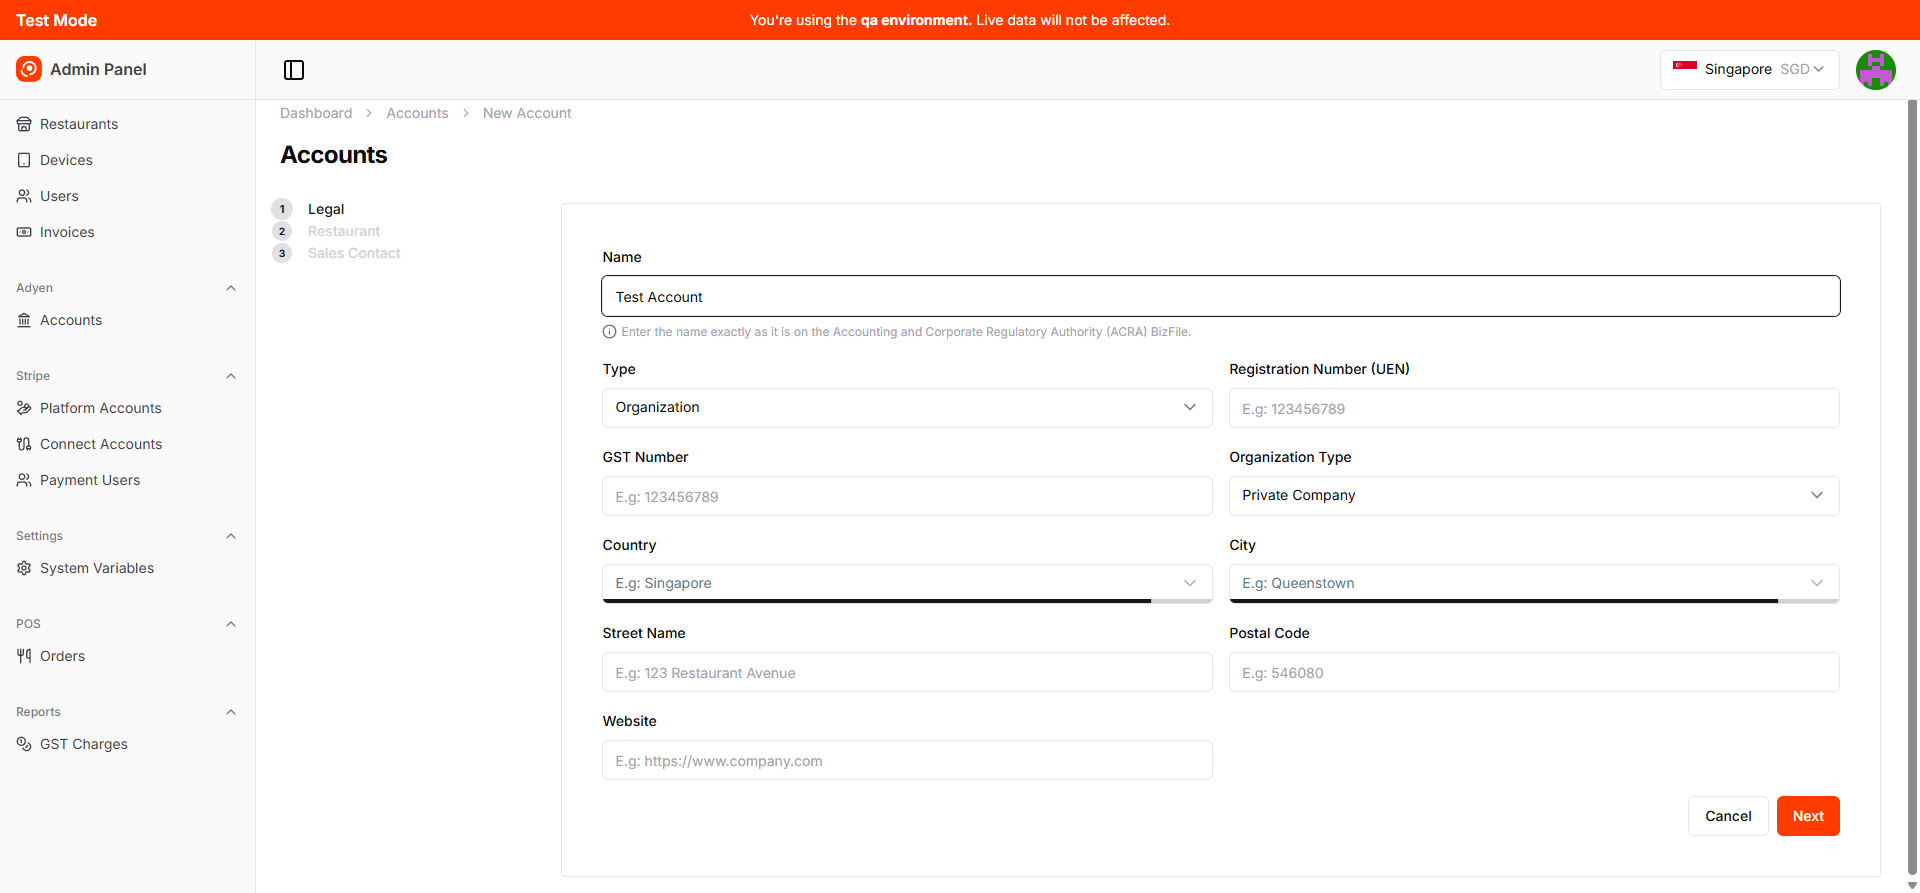 Test Mode
You're using the qa environment. Live data will not be affected.
Admin Panel
Singapore SGD
Restaurants
Devices
Users
Invoices
Adyen
Accounts
Stripe
Platform Accounts
Connect Accounts
Payment Users
Settings
System Variables
POS
Orders
Reports
GST Charges
Dashboard > Accounts > New Account
Accounts
1 Legal
2 Restaurant
3 Sales Contact
Name
Test Account
Enter the name exactly as it is on the Accounting and Corporate Regulatory Authority (ACRA) BizFile.
Type
Organization
Registration Number (UEN)
E.g: 123456789
GST Number
E.g: 123456789
Organization Type
Private Company
Country
E.g: Singapore
City
E.g: Queenstown
Street Name
E.g: 123 Restaurant Avenue
Postal Code
E.g: 546080
Website
E.g: https://www.company.com
Cancel
Next